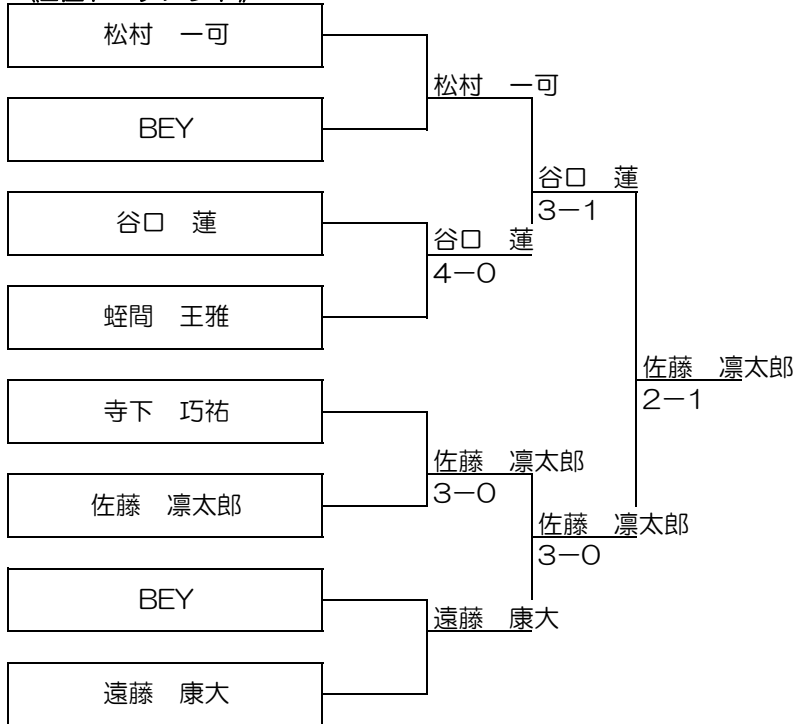 松村　一可
松村　一可
BEY
谷口　蓮
3－1
谷口　蓮
谷口　蓮
4－0
蛭間　王雅
佐藤　凛太郎
2－1
寺下　巧祐
佐藤　凛太郎
3－0
佐藤　凛太郎
佐藤　凛太郎
3－0
BEY
遠藤　康大
遠藤　康大